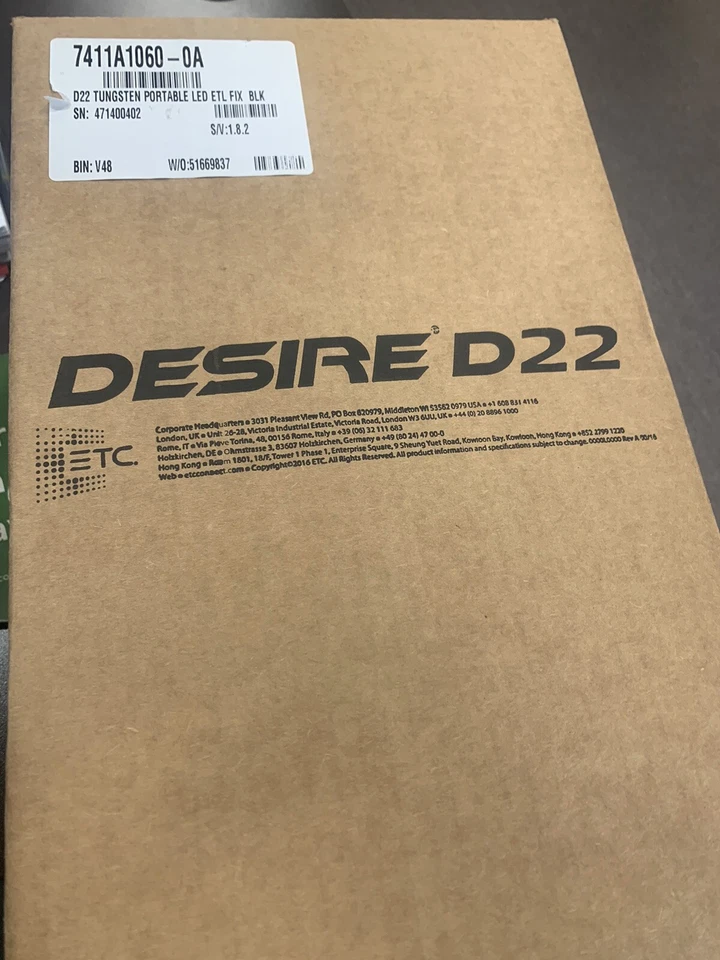 7411A1060-0A
D22 TUNGSTEN PORTABLE LED ETL FIX BLK
SN: 471400402
S/V:1.8.2
BIN: V48 W/O:51669837
DESIRE® D22
ETC.
Corporate Headquarters • 3031 Pleasant View Rd, PO Box 620979, Middleton WI 53562 0979 USA • +1 608 831 4116
London, UK • Unit 26-28, Victoria Industrial Estate, Victoria Road, London W3 6UU, UK • +44 (0) 20 8896 1000
Rome, IT • Via Pieve Torina, 48, 00156 Rome, Italy • +39 (06) 32 111 683
Holzkirchen, DE • Ohmstrasse 3, 83607 Holzkirchen, Germany • +49 (80 24) 47 00-0
Hong Kong • Room 1801, 18/F, Tower 1 Phase 1, Enterprise Square, 9 Sheung Yuet Road, Kowloon Bay, Kowloon, Hong Kong • +852 2799 1220
Web • etcconnect.com • Copyright©2016 ETC. All Rights Reserved. All product information and specifications subject to change. Rev A